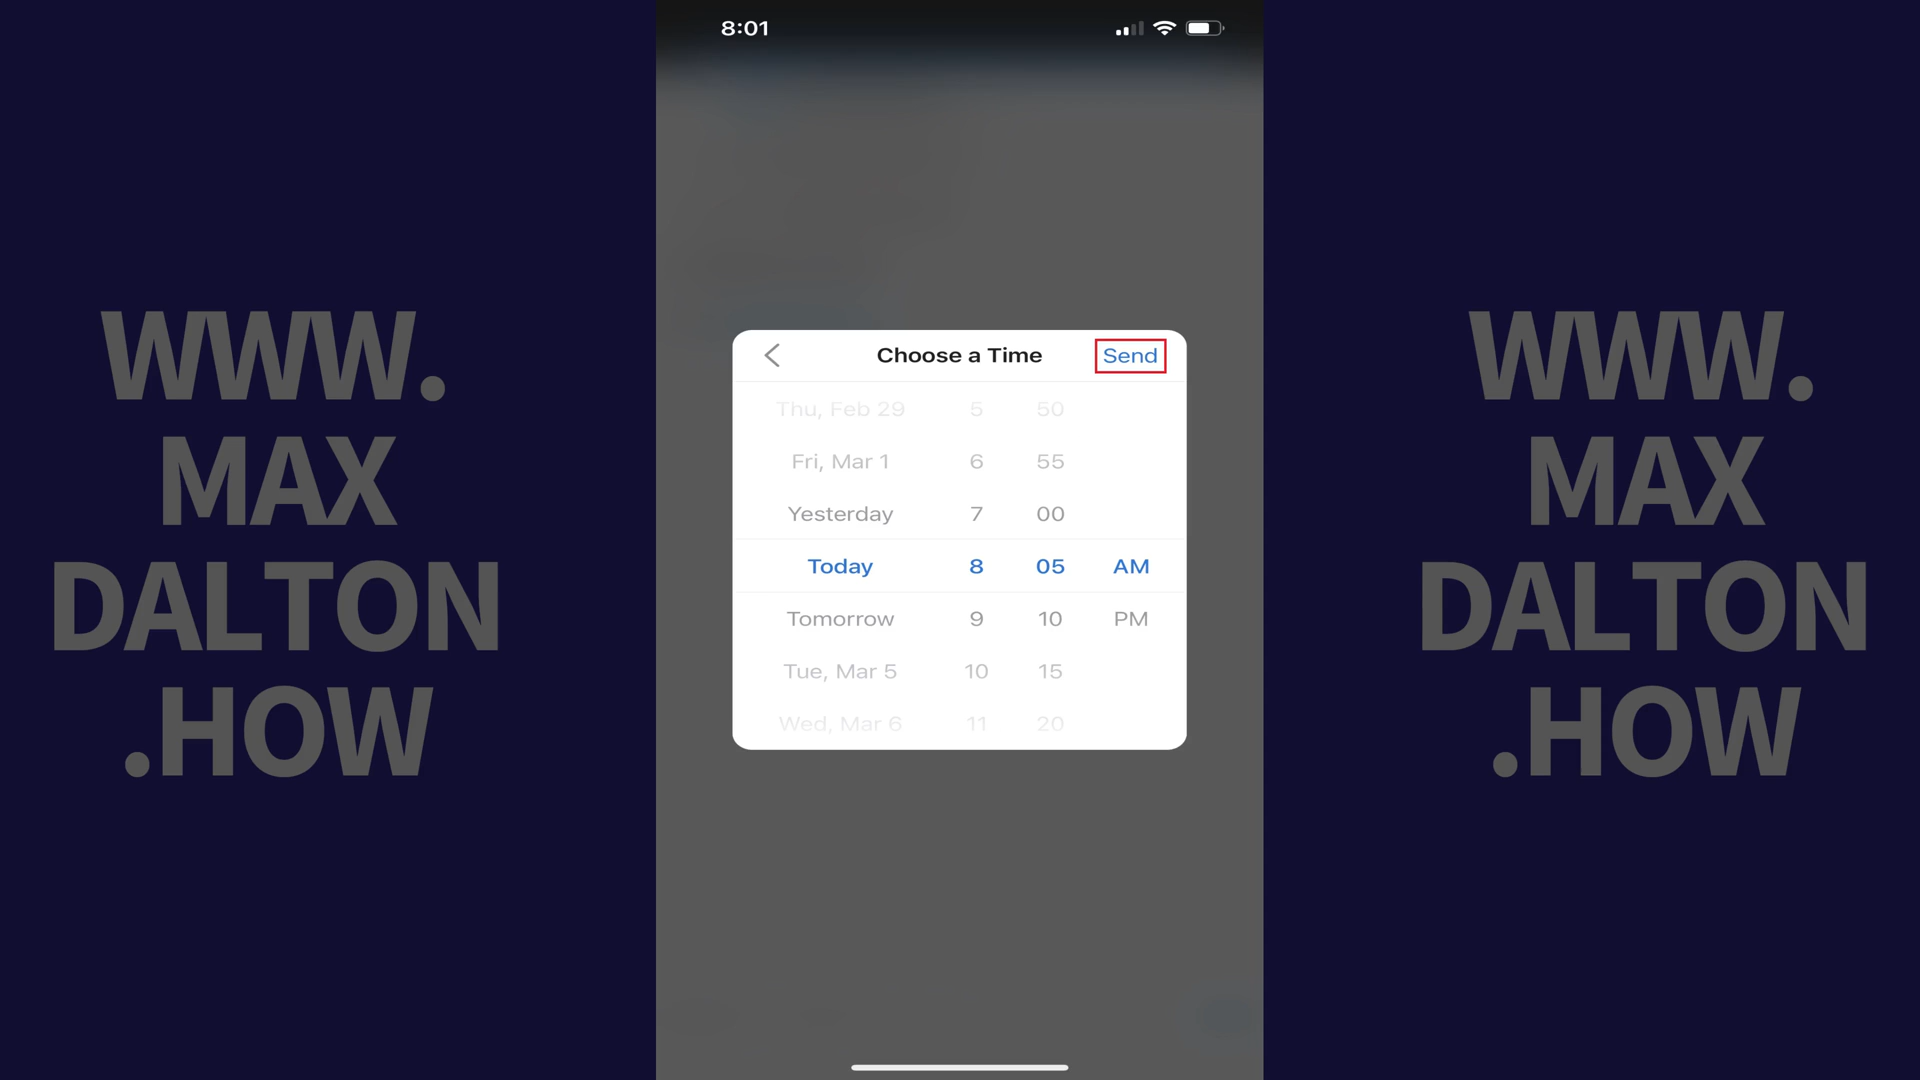 WWW.
MAX
DALTON
.HOW
8:01
Choose a Time Send
Thu, Feb 29 5 50
Fri, Mar 1 6 55
Yesterday 7 00
Today 8 05 AM
Tomorrow 9 10 PM
Tue, Mar 5 10 15
Wed, Mar 6 11 20
WWW.
MAX
DALTON
.HOW